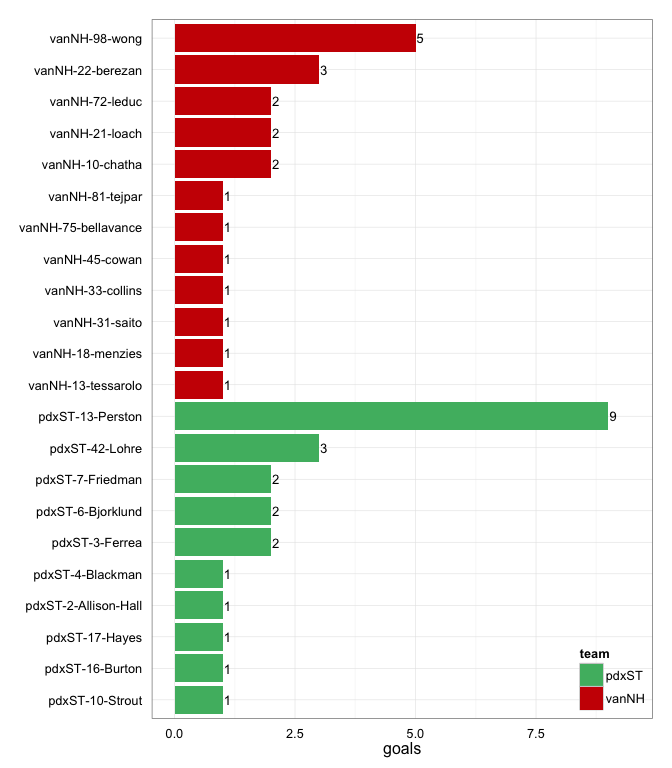 vanNH-98-wong 5
vanNH-22-berezan 3
vanNH-72-leduc 2
vanNH-21-loach 2
vanNH-10-chatha 2
vanNH-81-tejpar 1
vanNH-75-bellavance 1
vanNH-45-cowan 1
vanNH-33-collins 1
vanNH-31-saito 1
vanNH-18-menzies 1
vanNH-13-tessarolo 1
pdxST-13-Perston 9
pdxST-42-Lohre 3
pdxST-7-Friedman 2
pdxST-6-Bjorklund 2
pdxST-3-Ferrea 2
pdxST-4-Blackman 1
pdxST-2-Allison-Hall 1
pdxST-17-Hayes 1
pdxST-16-Burton 1
pdxST-10-Strout 1
team
pdxST
vanNH
0.0 2.5 5.0 7.5
goals